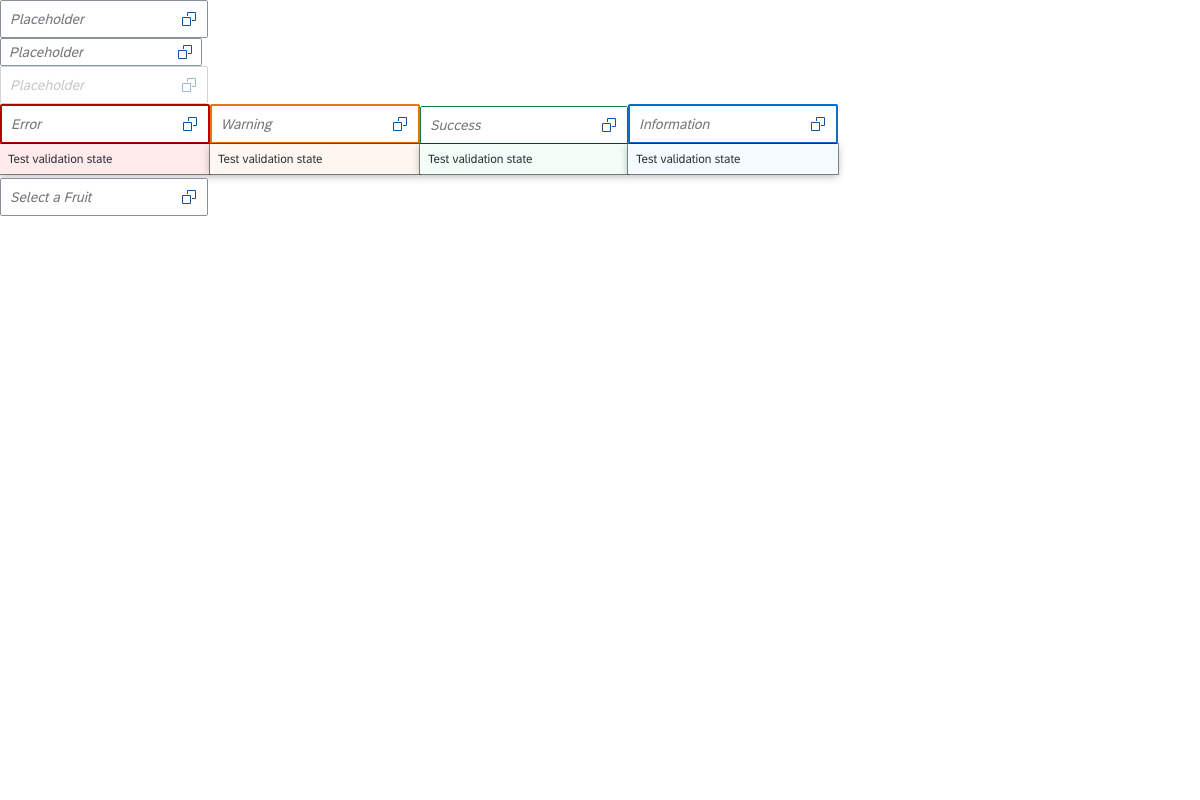 Placeholder
Placeholder
Placeholder
Error Warning Success Information
Test validation state Test validation state Test validation state Test validation state
Select a Fruit